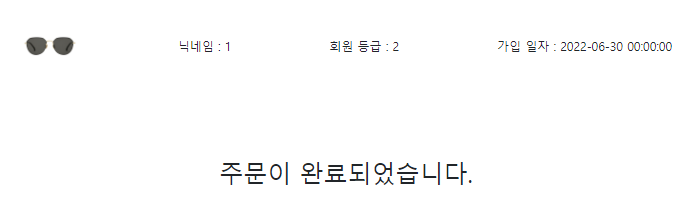 닉네임 : 1 회원 등급 : 2 가입 일자 : 2022-06-30 00:00:00
주문이 완료되었습니다.